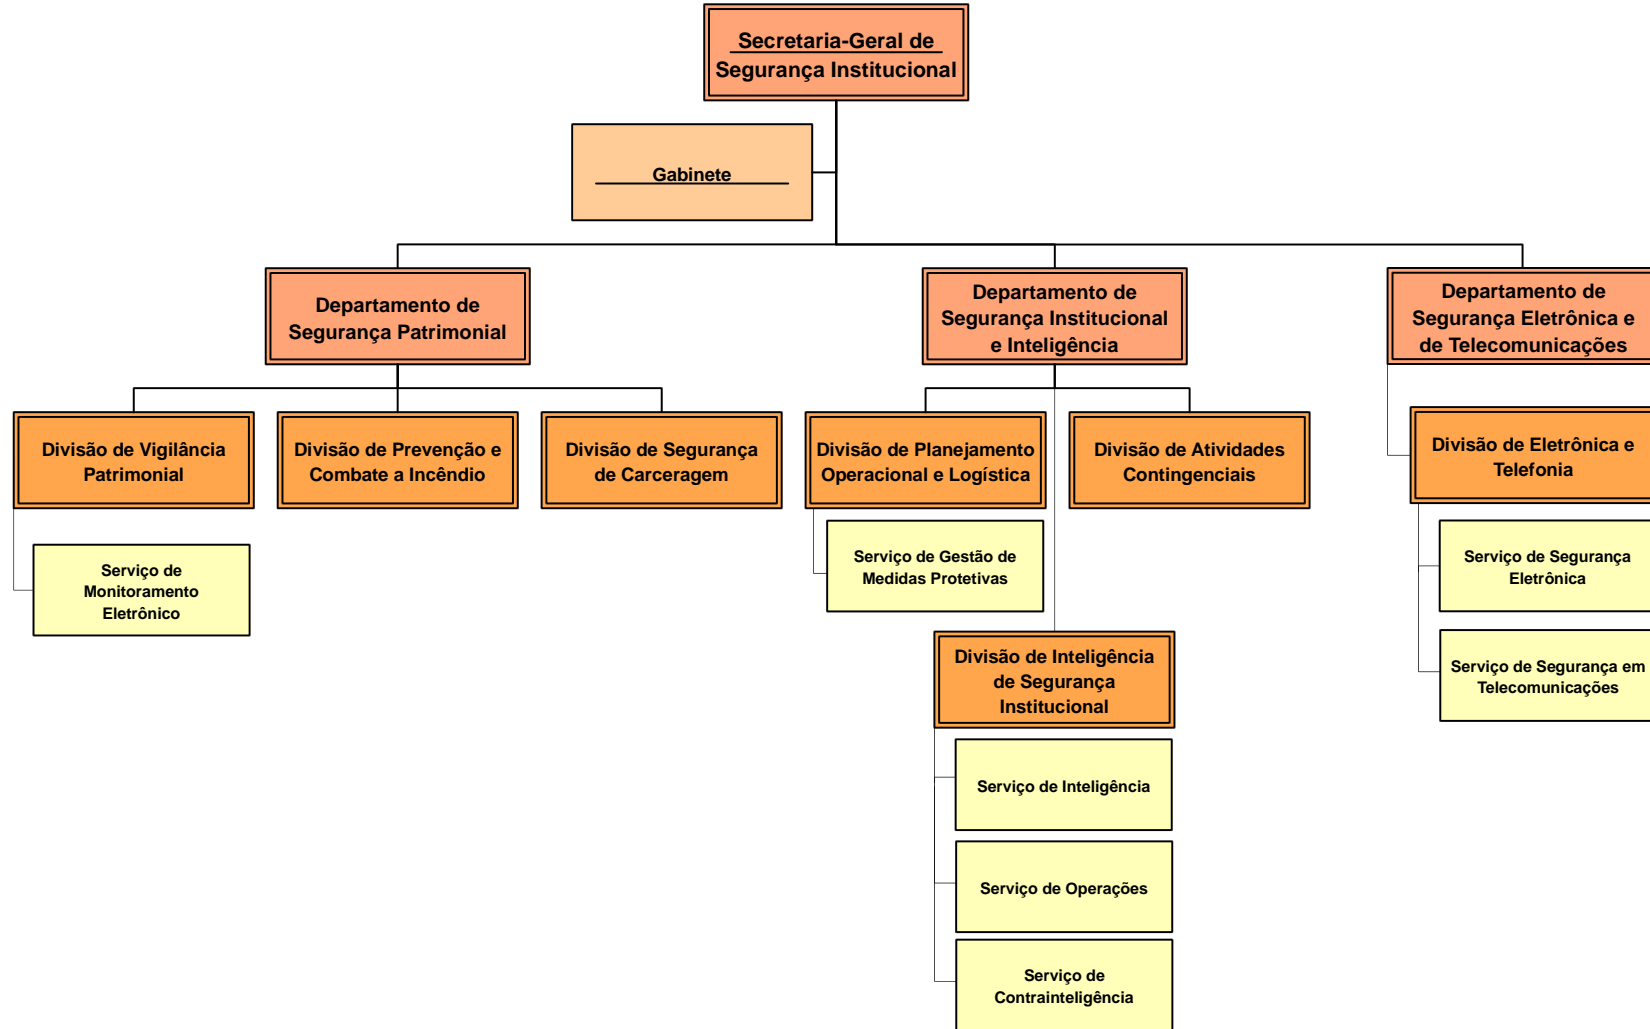 Secretaria-Geral de
Segurança Institucional
Gabinete
Departamento de
Segurança Patrimonial
Departamento de
Segurança Institucional
e Inteligência
Departamento de
Segurança Eletrônica e
de Telecomunicações
Divisão de Vigilância
Patrimonial
Divisão de Prevenção e
Combate a Incêndio
Divisão de Segurança
de Carceragem
Divisão de Planejamento
Operacional e Logística
Divisão de Atividades
Contingenciais
Divisão de Eletrônica e
Telefonia
Serviço de
Monitoramento
Eletrônico
Serviço de Gestão de
Medidas Protetivas
Serviço de Segurança
Eletrônica
Divisão de Inteligência
de Segurança
Institucional
Serviço de Segurança em
Telecomunicações
Serviço de Inteligência
Serviço de Operações
Serviço de
Contrainteligência